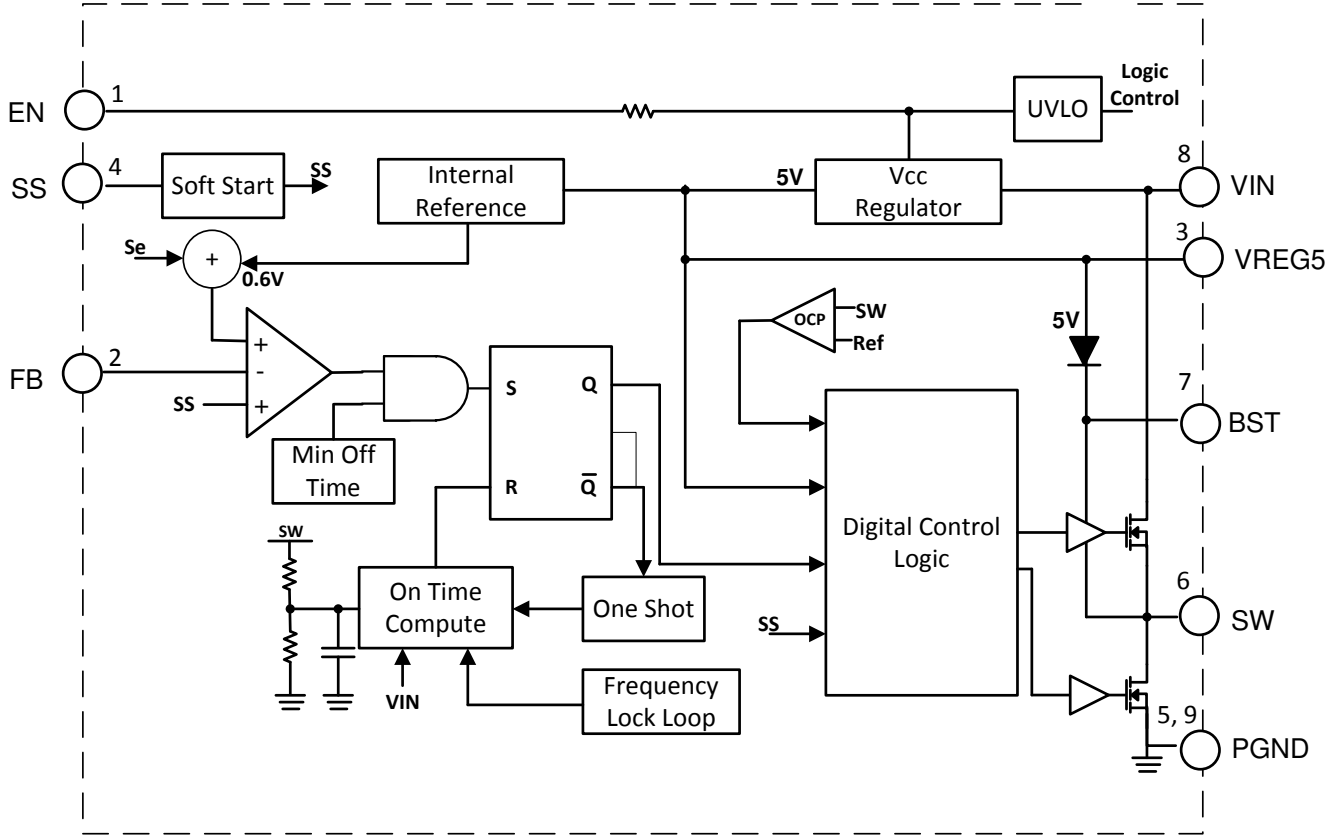 EN
1
UVLO
Logic
Control
SS
4
Soft Start
SS
Internal
Reference
5V
Vcc
Regulator
8
VIN
Se
+
0.6V
3
VREG5
OCP
SW
Ref
5V
FB
2
+
-
+
SS
S
Q
R
Q̅
7
BST
Min Off
Time
Digital Control
Logic
SW
On Time
Compute
One Shot
SS
6
SW
VIN
Frequency
Lock Loop
5, 9
PGND